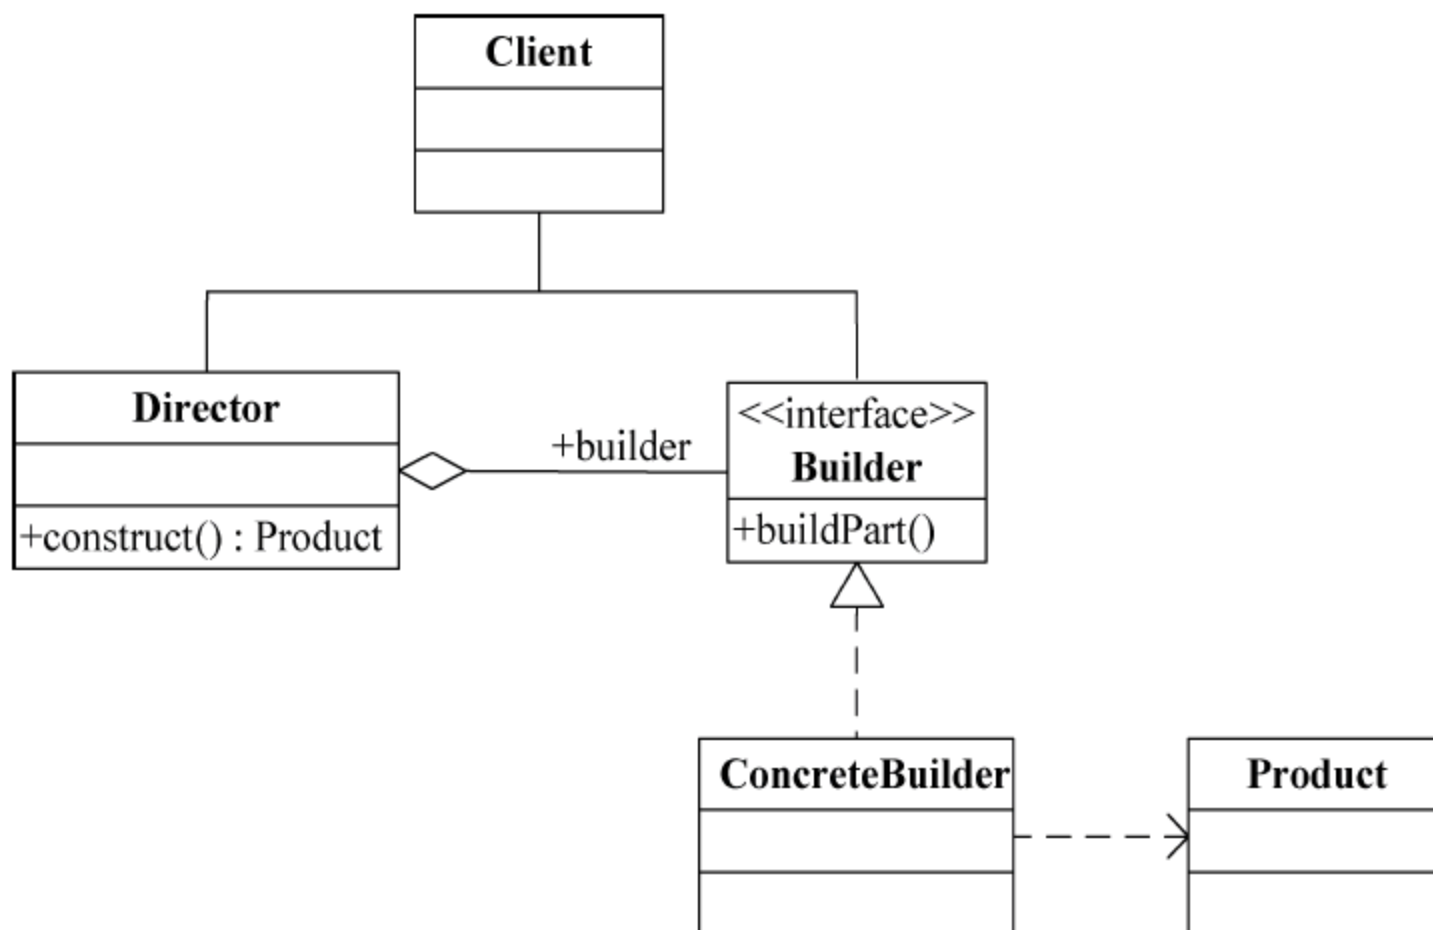 Client
Director
+construct() : Product
+builder
<<interface>>
Builder
+buildPart()
ConcreteBuilder
Product